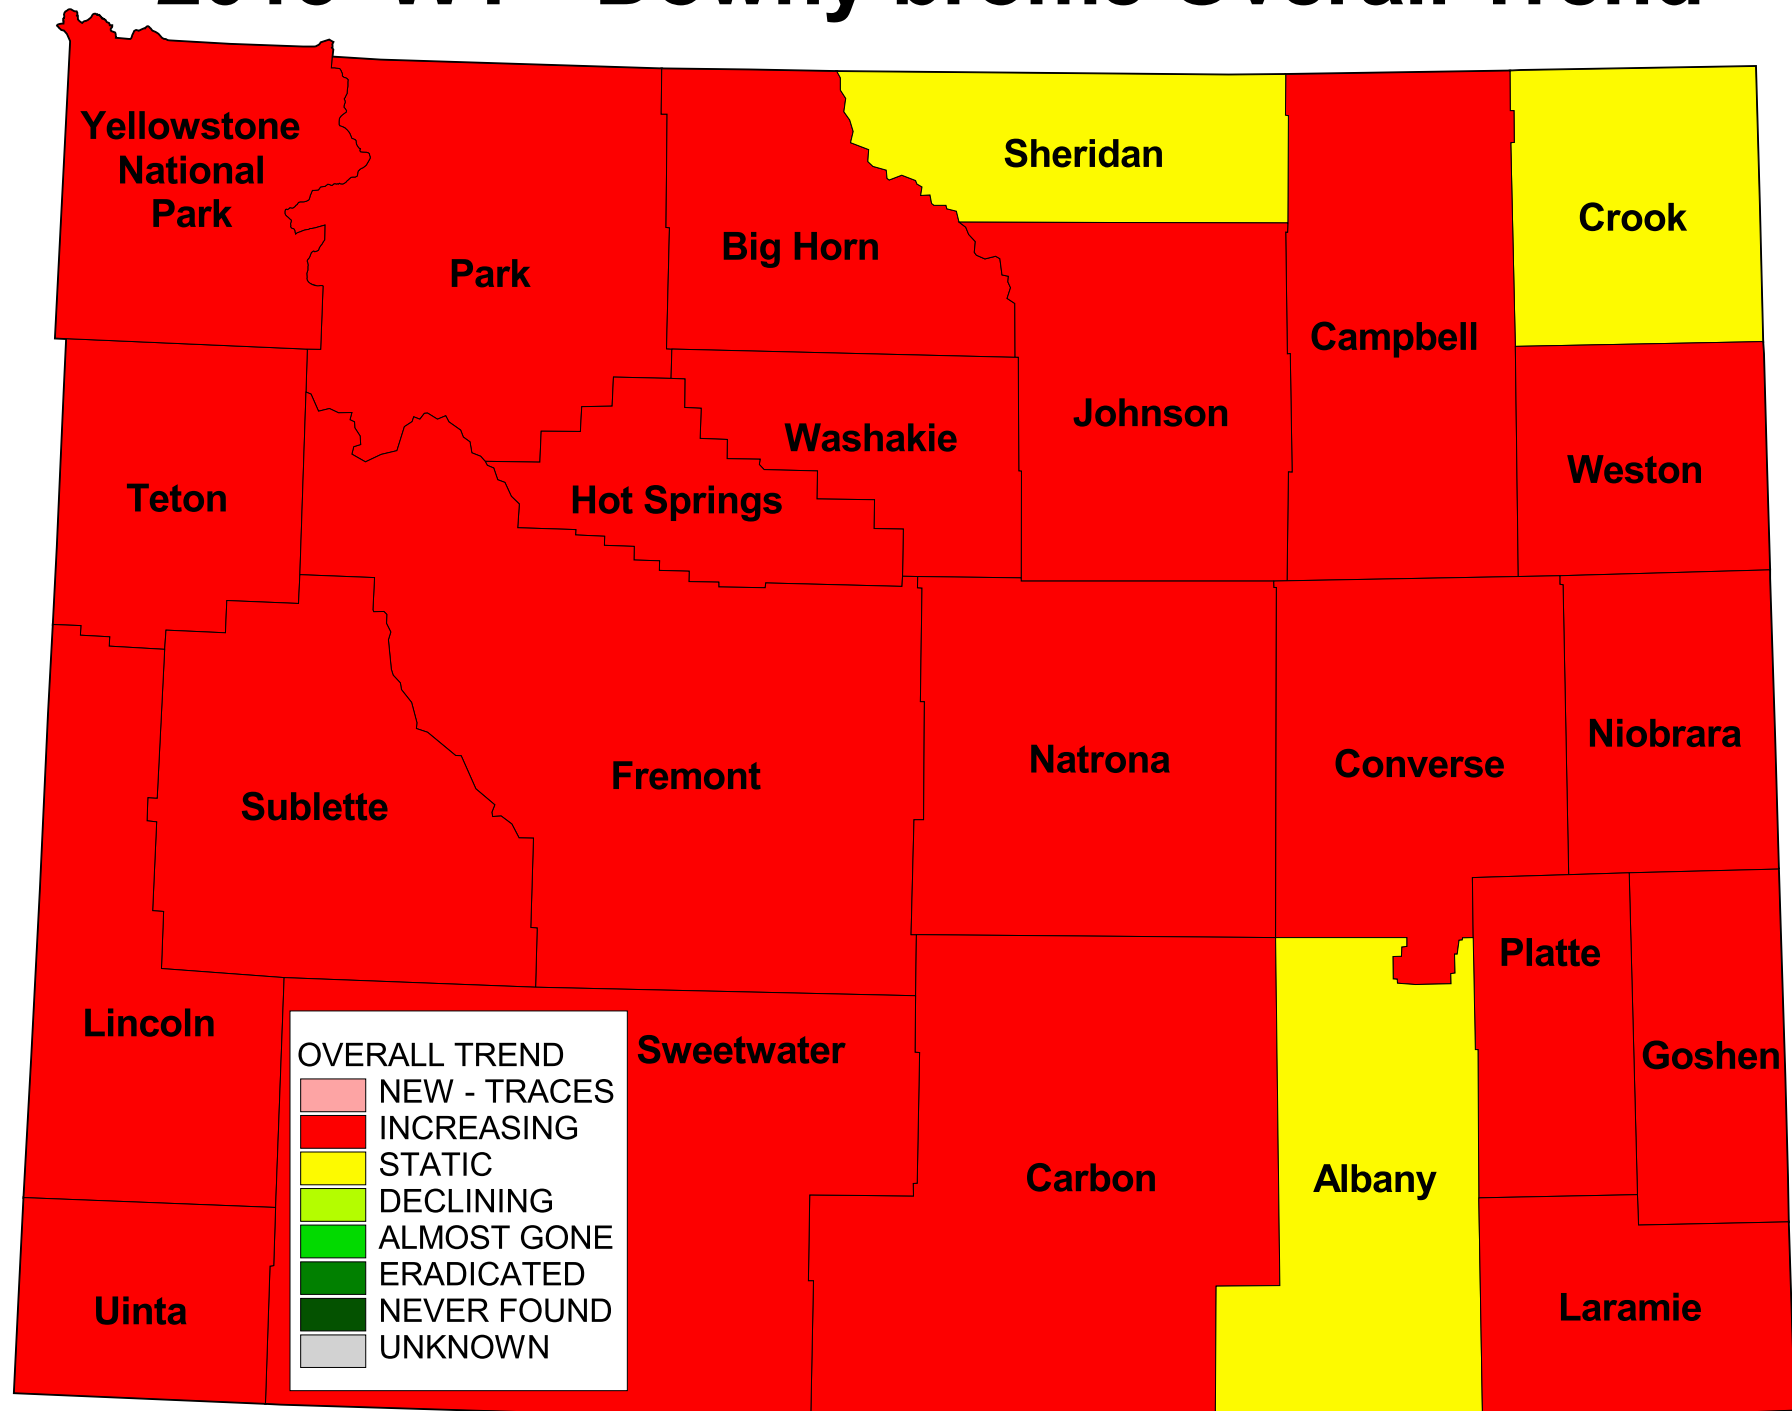 Yellowstone
National
Park
Park
Big Horn
Sheridan
Crook
Campbell
Johnson
Washakie
Weston
Hot Springs
Teton
Sublette
Fremont
Natrona
Converse
Niobrara
Platte
Lincoln
Sweetwater
Goshen
Carbon
Albany
Uinta
Laramie
OVERALL TREND
NEW - TRACES
INCREASING
STATIC
DECLINING
ALMOST GONE
ERADICATED
NEVER FOUND
UNKNOWN